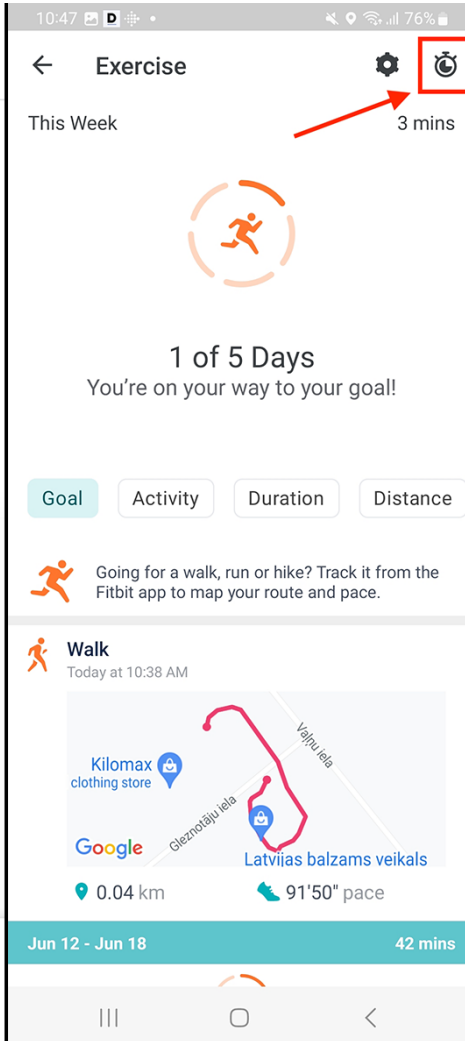 10:47 D 76%
Exercise
This Week 3 mins
1 of 5 Days
You're on your way to your goal!
Goal Activity Duration Distance
Going for a walk, run or hike? Track it from the
Fitbit app to map your route and pace.
Walk
Today at 10:38 AM
Vaļņu iela
Kilomax
clothing store
Gleznotāju iela
Google
Latvijas balzams veikals
0.04 km 91'50" pace
Jun 12 - Jun 18 42 mins